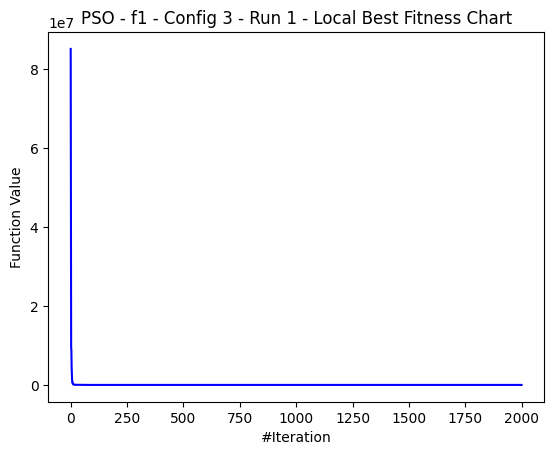 PSO - f1 - Config 3 - Run 1 - Local Best Fitness Chart
1e7
8
6
4
2
0
Function Value
0 250 500 750 1000 1250 1500 1750 2000
#Iteration